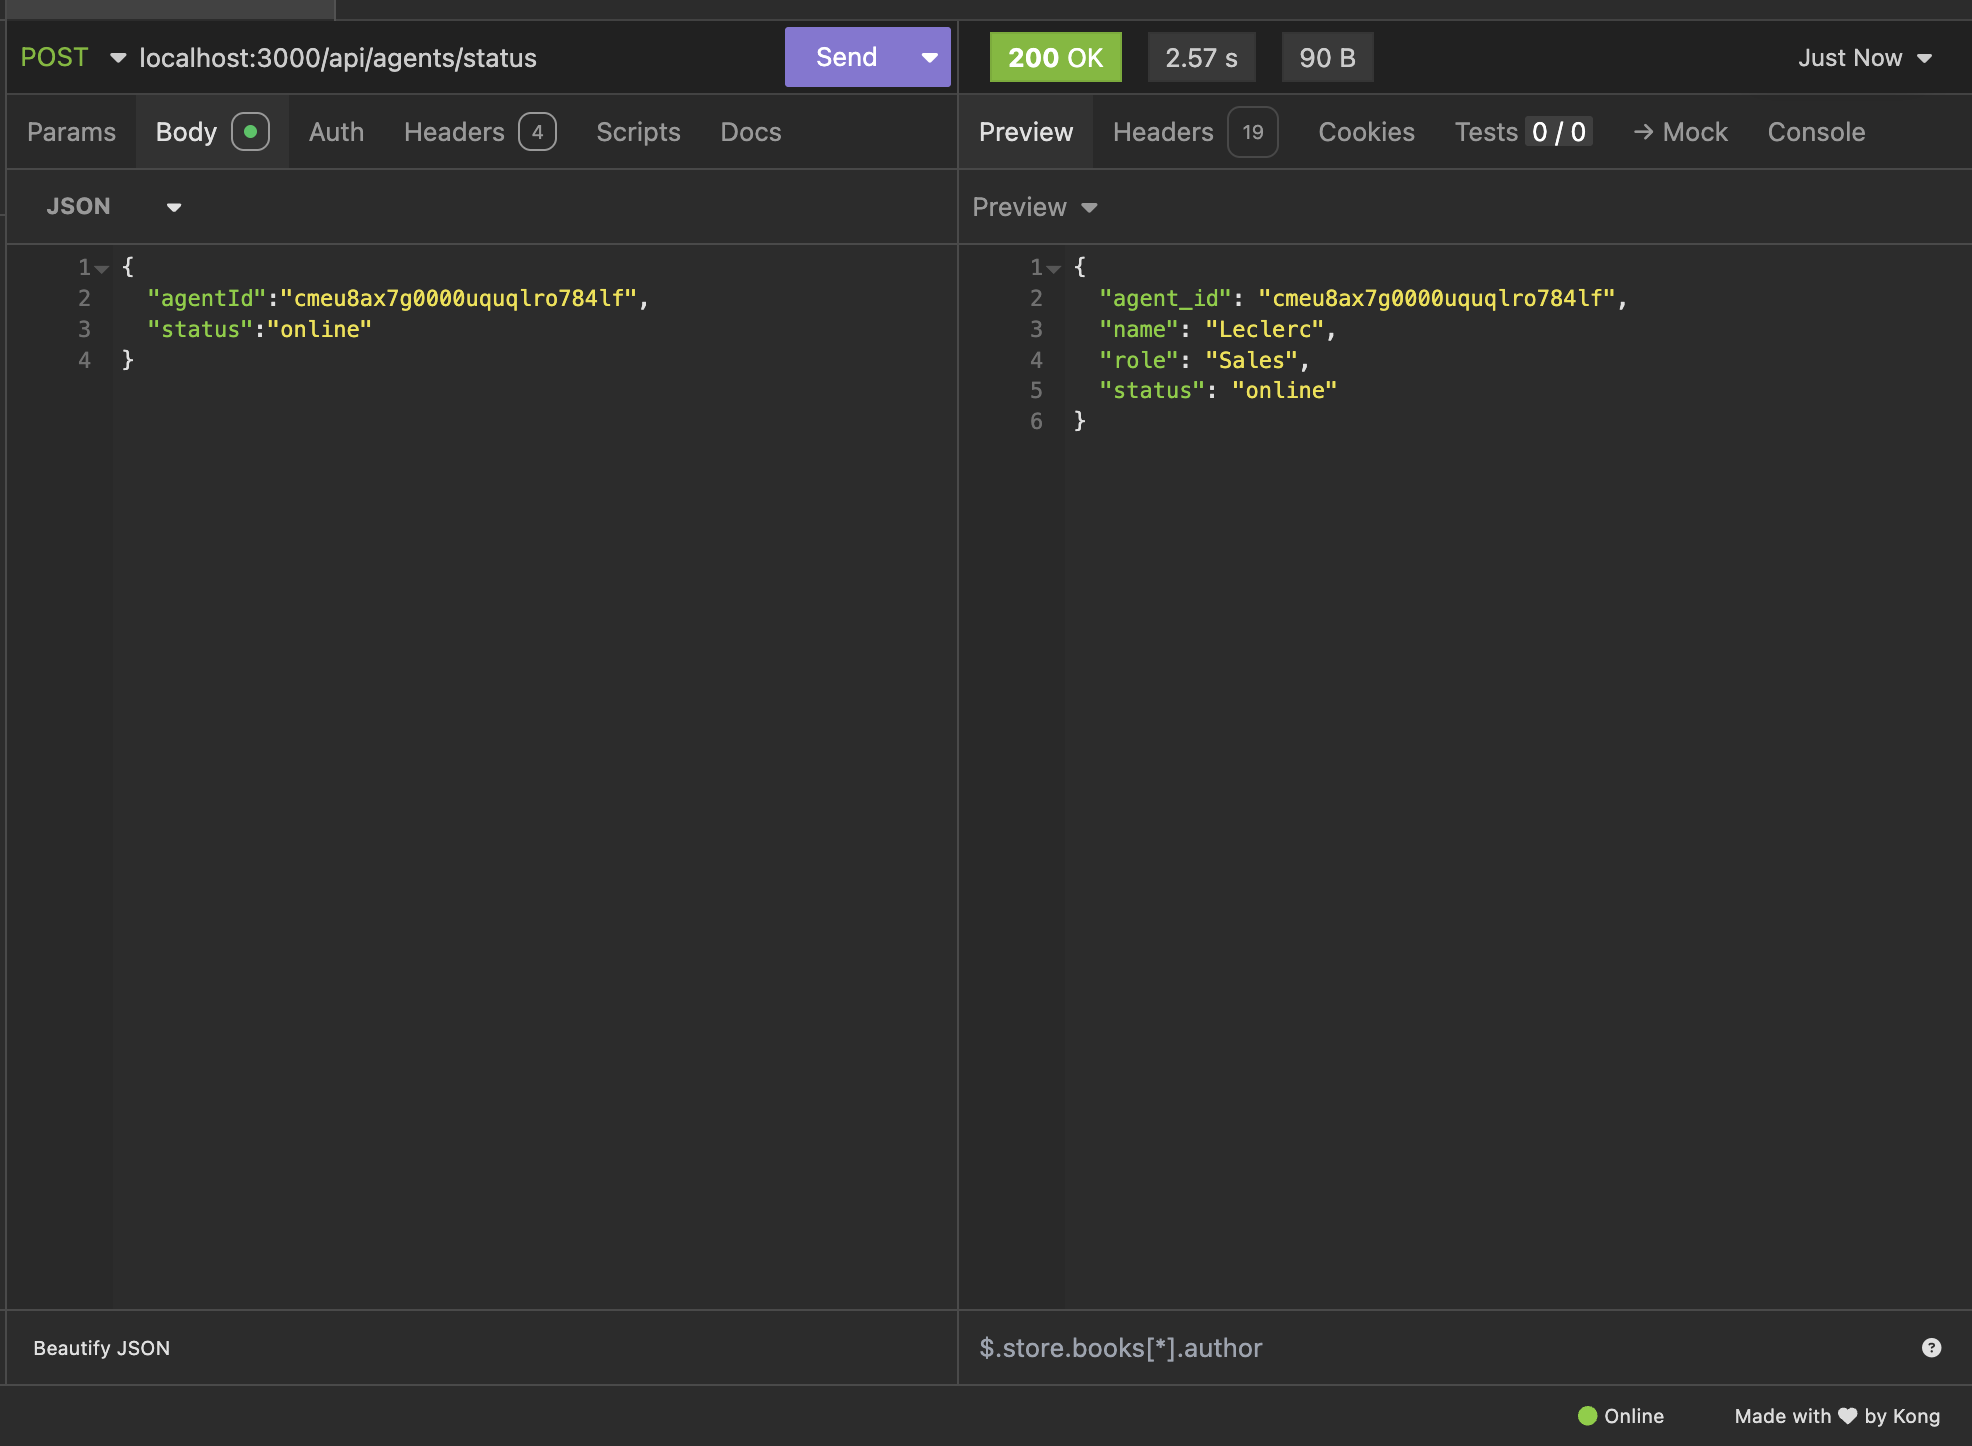 POST localhost:3000/api/agents/status Send
200 OK 2.57 s 90 B Just Now
Params Body Auth Headers 4 Scripts Docs
Preview Headers 19 Cookies Tests 0 / 0 → Mock Console
JSON
Preview
1 {
2 "agentId":"cmeu8ax7g0000uquqlro784lf",
3 "status":"online"
4 }
1 {
2 "agent_id": "cmeu8ax7g0000uquqlro784lf",
3 "name": "Leclerc",
4 "role": "Sales",
5 "status": "online"
6 }
Beautify JSON
$.store.books[*].author ?
Online Made with ♥ by Kong